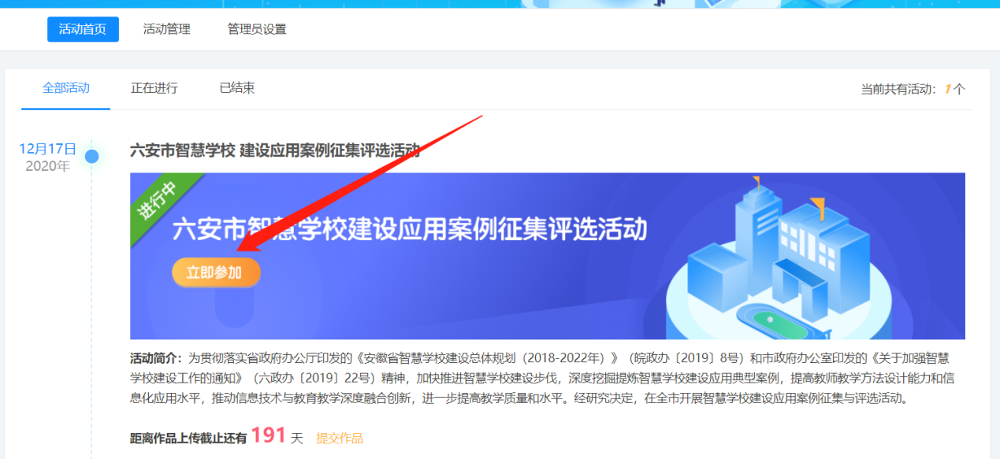 活动首页 活动管理 管理员设置
全部活动 正在进行 已结束 当前共有活动: 1个
12月17日
2020年
六安市智慧学校 建设应用案例征集评选活动
进行中
六安市智慧学校建设应用案例征集评选活动
立即参加
活动简介：为贯彻落实省政府办公厅印发的《安徽省智慧学校建设总体规划（2018-2022年）》（皖政办〔2019〕8号）和市政府办公室印发的《关于加强智慧
学校建设工作的通知》（六政办〔2019〕22号）精神，加快推进智慧学校建设步伐，深度挖掘提炼智慧学校建设应用典型案例，提高教师教学方法设计能力和信
息化应用水平，推动信息技术与教育教学深度融合创新，进一步提高教学质量和水平。经研究决定，在全市开展智慧学校建设应用案例征集与评选活动。
距离作品上传截止还有 191 天 提交作品